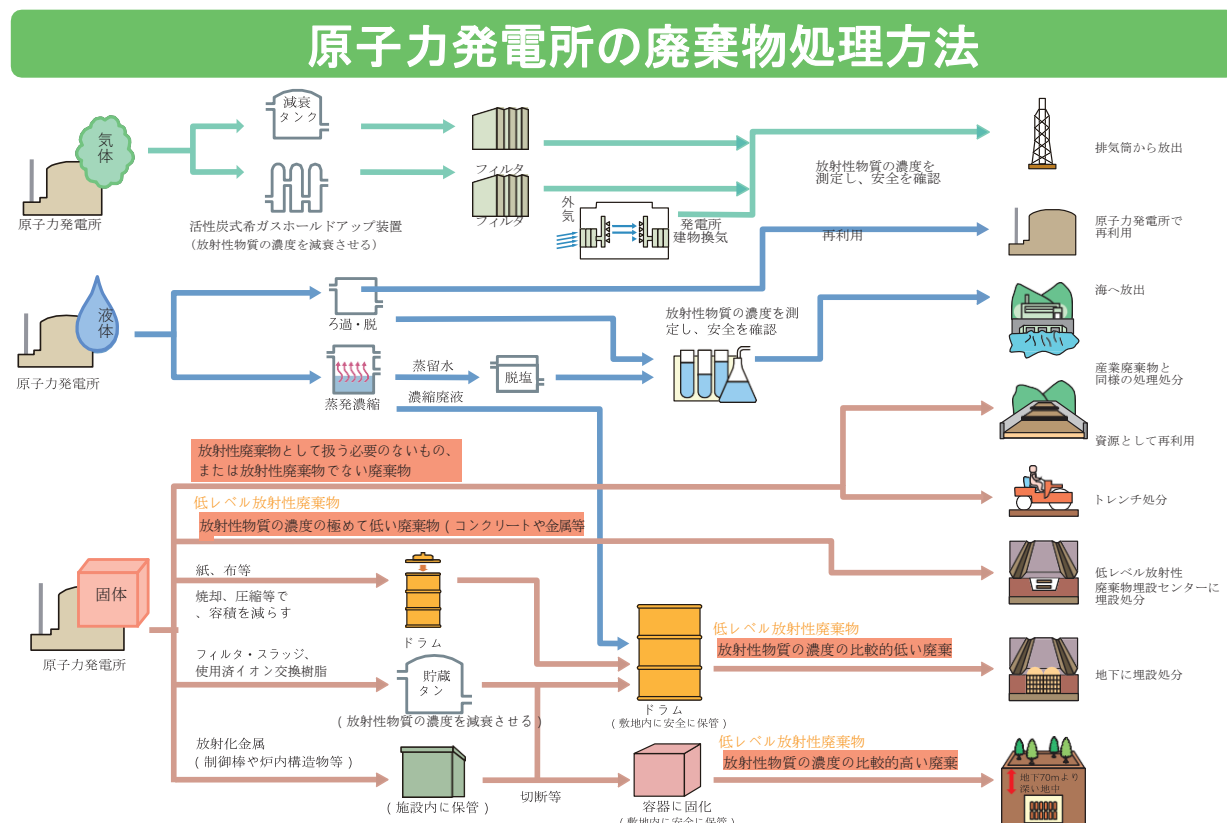 原子力発電所の廃棄物処理方法
気
体
原子力発電所
減衰
タンク
活性炭式希ガスホールドアップ装置
(放射性物質の濃度を減衰させる)
フィルタ
フィルタ
外
気
発電所
建物換気
放射性物質の濃度を
測定し、安全を確認
排気筒から放出
再利用
原子力発電所で
再利用
液
体
原子力発電所
ろ過・脱
蒸発濃縮
蒸留水
濃縮廃液
脱塩
放射性物質の濃度を測
定し、安全を確認
海へ放出
産業廃棄物と
同様の処理処分
資源として再利用
トレンチ処分
低レベル放射性
廃棄物埋設センターに
埋設処分
地下に埋設処分
放射性廃棄物として扱う必要のないもの、
または放射性廃棄物でない廃棄物
低レベル放射性廃棄物
放射性物質の濃度の極めて低い廃棄物(コンクリートや金属等
固体
原子力発電所
紙、布等
焼却、圧縮等で
、容積を減らす
ドラム
フィルタ・スラッジ、
使用済イオン交換樹脂
貯蔵
タン
(放射性物質の濃度を減衰させる)
放射化金属
(制御棒や炉内構造物等)
(施設内に保管)
切断等
ドラム
(敷地内に安全に保管)
低レベル放射性廃棄物
放射性物質の濃度の比較的低い廃棄
容器に固化
(敷地内に安全に保管)
低レベル放射性廃棄物
放射性物質の濃度の比較的高い廃棄
地下70mより
深い地中